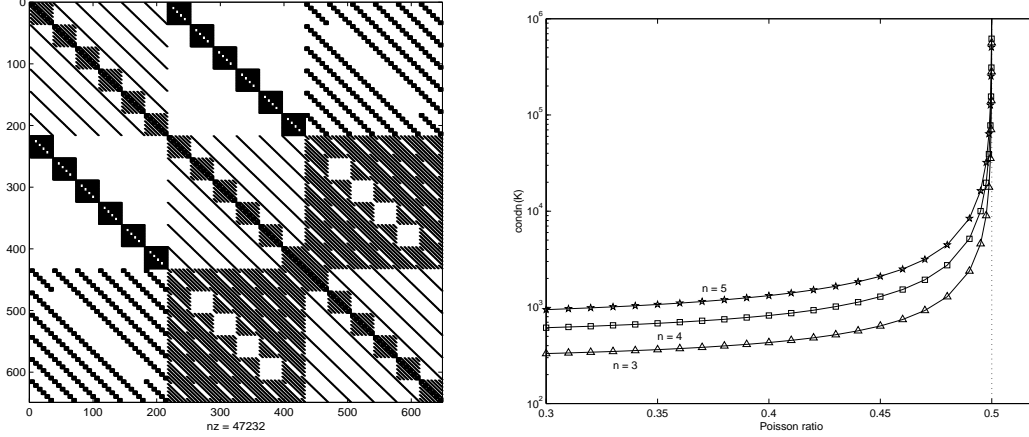 0
100
200
300
400
500
600
0 100 200 300 400 500 600
nz = 47232
10^6
10^5
10^4
10^3
10^2
condn(K)
n = 5
n = 4
n = 3
0.3 0.35 0.4 0.45 0.5
Poisson ratio